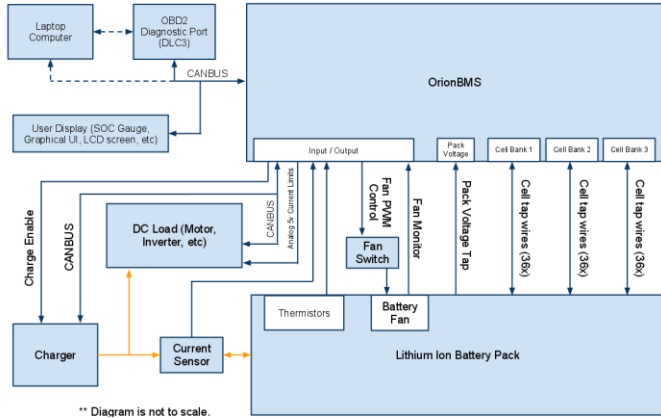 Laptop
Computer
OBD2
Diagnostic Port
(DLC3)
CANBUS
OrionBMS
User Display (SOC Gauge,
Graphical UI, LCD screen, etc)
Input / Output
Pack
Voltage
Cell Bank 1
Cell Bank 2
Cell Bank 3
Charge Enable
CANBUS
DC Load (Motor,
Inverter, etc)
CANBUS
Analog 5v Current Limits
Fan PWM
Control
Fan Monitor
Pack Voltage Tap
Cell tap wires (36x)
Cell tap wires (36x)
Cell tap wires (36x)
Fan
Switch
Thermistors
Battery
Fan
Charger
Current
Sensor
Lithium Ion Battery Pack
** Diagram is not to scale.